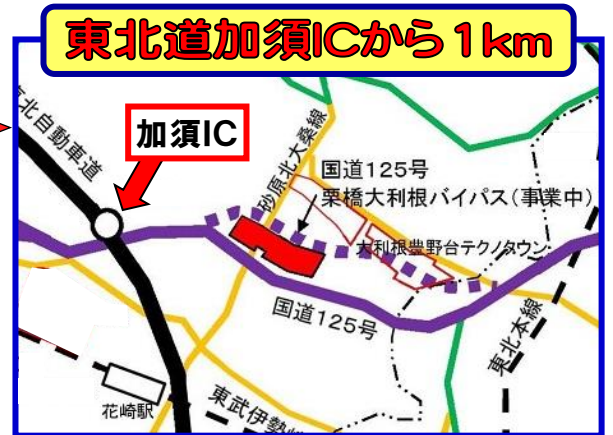 東北道加須ICから1km
東北自動車道
加須IC
砂原北大桑線
国道125号
栗橋大利根バイパス(事業中)
大利根豊野台テクノタウン
国道125号
東北本線
花崎駅
東武伊勢崎